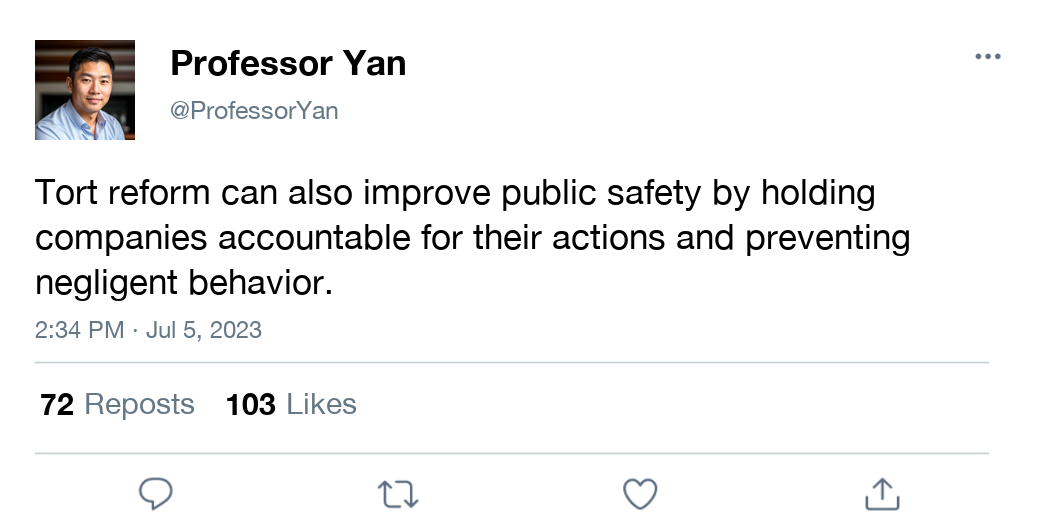 Professor Yan
@ProfessorYan
Tort reform can also improve public safety by holding
companies accountable for their actions and preventing
negligent behavior.
2:34 PM · Jul 5, 2023
72 Reposts 103 Likes